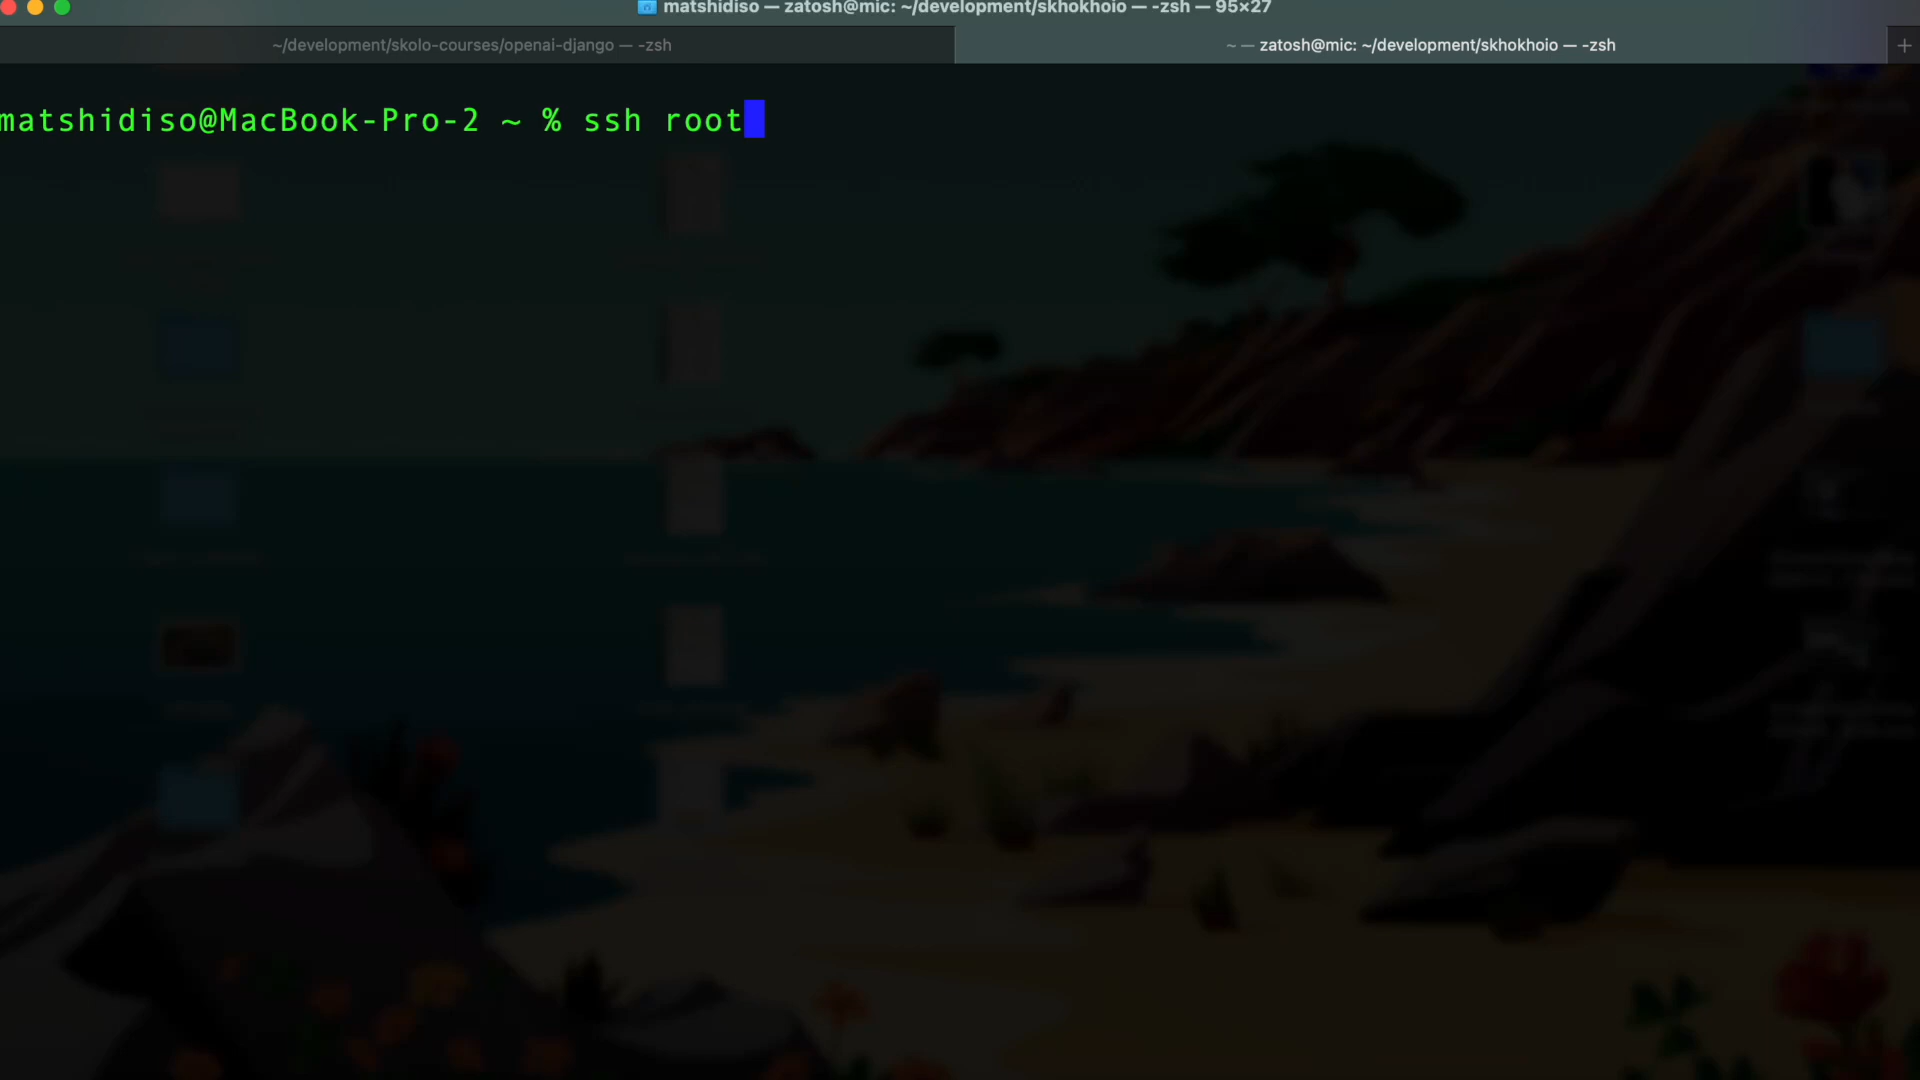 matshidiso — zatosh@mic: ~/development/skhokhoio — -zsh — 95×27
~/development/skolo-courses/openai-django — -zsh
~ — zatosh@mic: ~/development/skhokhoio — -zsh
matshidiso@MacBook-Pro-2 ~ % ssh root